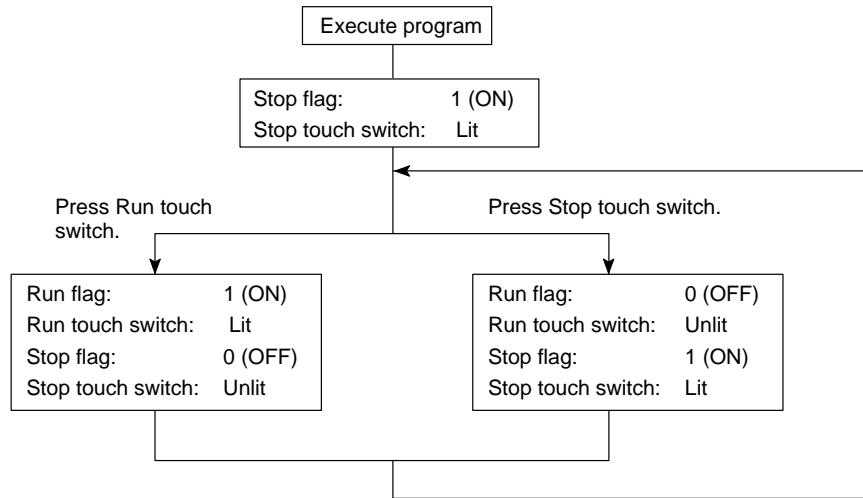 Execute program
Stop flag: 1 (ON)
Stop touch switch: Lit
Press Run touch
switch.
Press Stop touch switch.
Run flag: 1 (ON)
Run touch switch: Lit
Stop flag: 0 (OFF)
Stop touch switch: Unlit
Run flag: 0 (OFF)
Run touch switch: Unlit
Stop flag: 1 (ON)
Stop touch switch: Lit